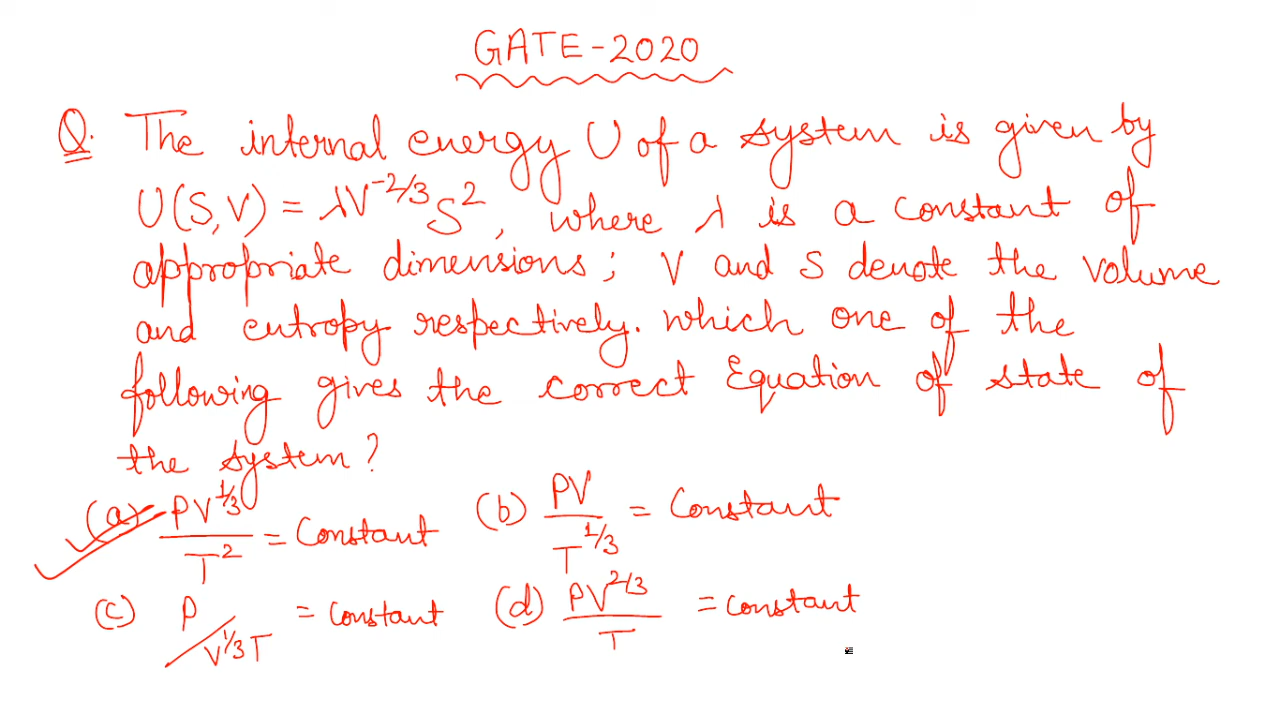 GATE-2020
Q. The internal energy U of a system is given by
U(S,V) = λV^-2/3 S^2, where λ is a constant of
appropriate dimensions; V and S denote the volume
and entropy respectively. which one of the
following gives the correct Equation of state of
the system?
(a) PV^1/3 / T^2 = Constant (b) PV / T^1/3 = Constant
(c) P / V^1/3 T = Constant (d) PV^2/3 / T = constant